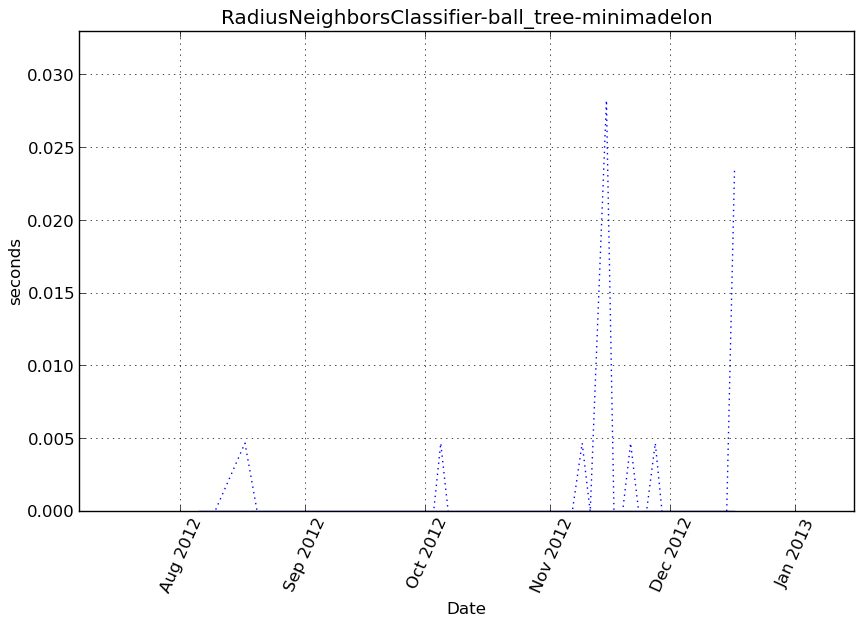 RadiusNeighborsClassifier-ball_tree-minimadelon
0.030
0.025
0.020
0.015
0.010
0.005
0.000
seconds
Aug 2012
Sep 2012
Oct 2012
Nov 2012
Dec 2012
Jan 2013
Date